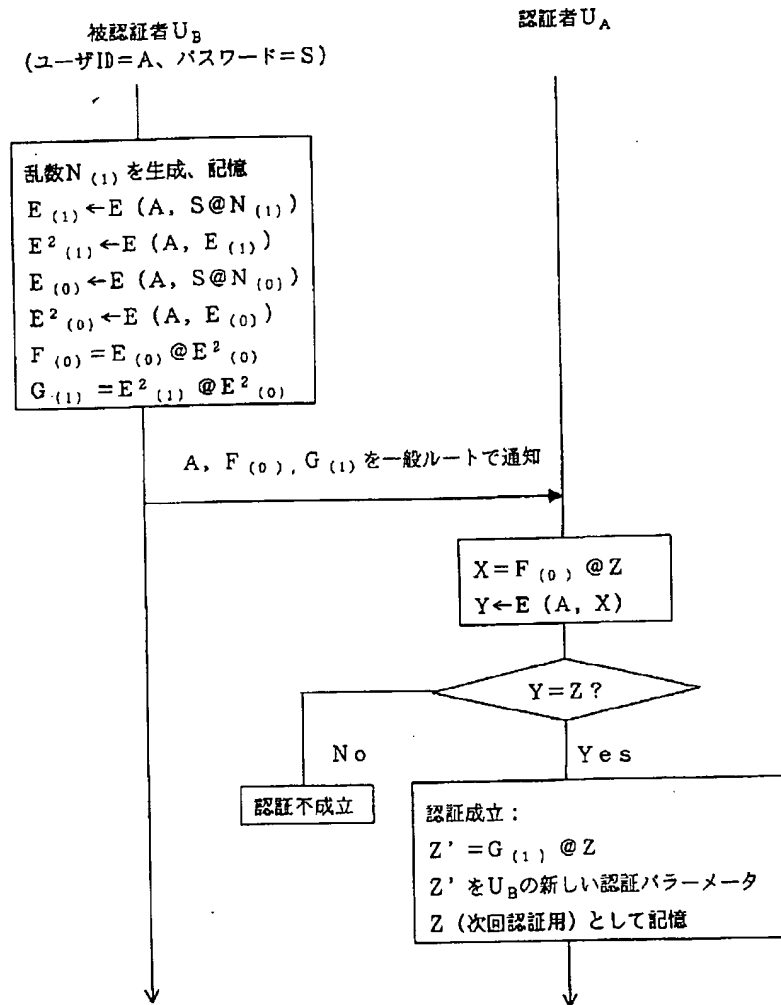 被認証者U_B
(ユーザID=A、パスワード=S)
認証者U_A
乱数N₍₁₎を生成、記憶
E₍₁₎←E (A, S@N₍₁₎)
E²₍₁₎←E (A, E₍₁₎)
E₍₀₎←E (A, S@N₍₀₎)
E²₍₀₎←E (A, E₍₀₎)
F₍₀₎=E₍₀₎@E²₍₀₎
G₍₁₎=E²₍₁₎@E²₍₀₎
A, F₍₀₎, G₍₁₎を一般ルートで通知
X=F₍₀₎@Z
Y←E (A, X)
Y=Z?
No
Yes
認証不成立
認証成立:
Z'=G₍₁₎@Z
Z'をU_Bの新しい認証パラーメータ
Z (次回認証用) として記憶